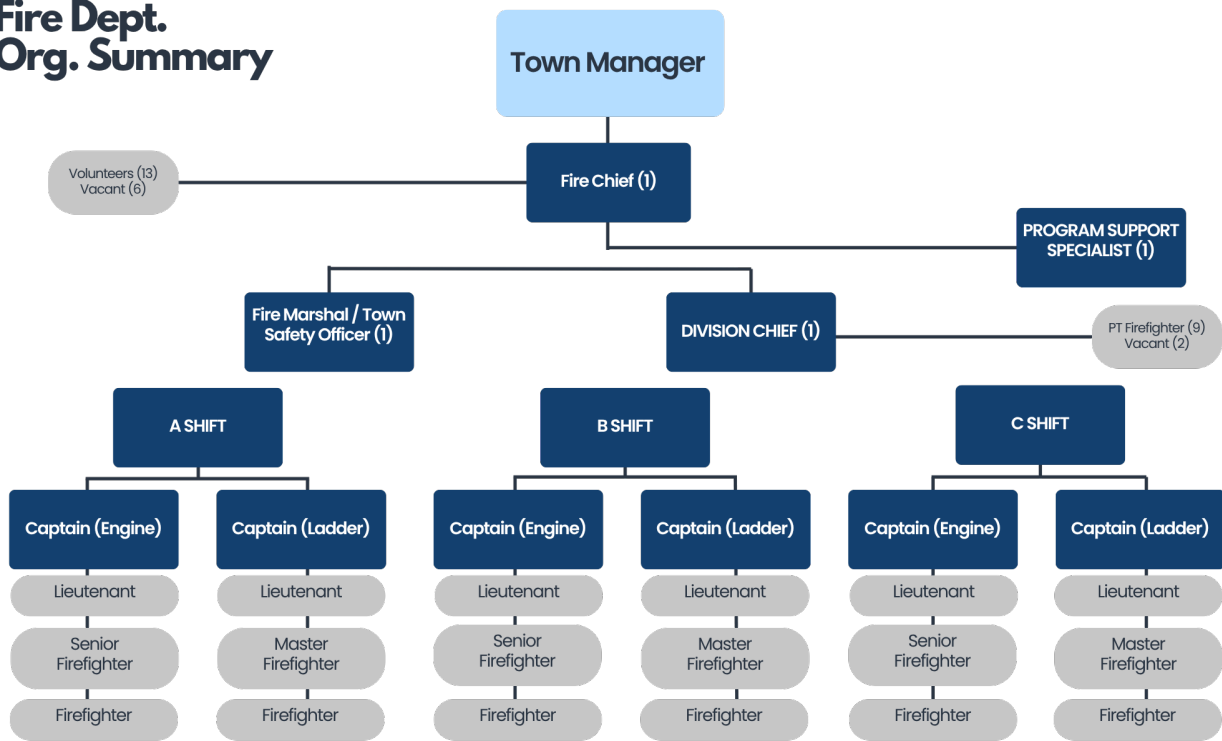 Fire Dept.
Org. Summary
Town Manager
Volunteers (13)
Vacant (6)
Fire Chief (1)
PROGRAM SUPPORT
SPECIALIST (1)
Fire Marshal / Town
Safety Officer (1)
DIVISION CHIEF (1)
PT Firefighter (9)
Vacant (2)
A SHIFT
B SHIFT
C SHIFT
Captain (Engine)
Captain (Ladder)
Captain (Engine)
Captain (Ladder)
Captain (Engine)
Captain (Ladder)
Lieutenant
Lieutenant
Lieutenant
Lieutenant
Lieutenant
Lieutenant
Senior
Firefighter
Master
Firefighter
Senior
Firefighter
Master
Firefighter
Senior
Firefighter
Master
Firefighter
Firefighter
Firefighter
Firefighter
Firefighter
Firefighter
Firefighter